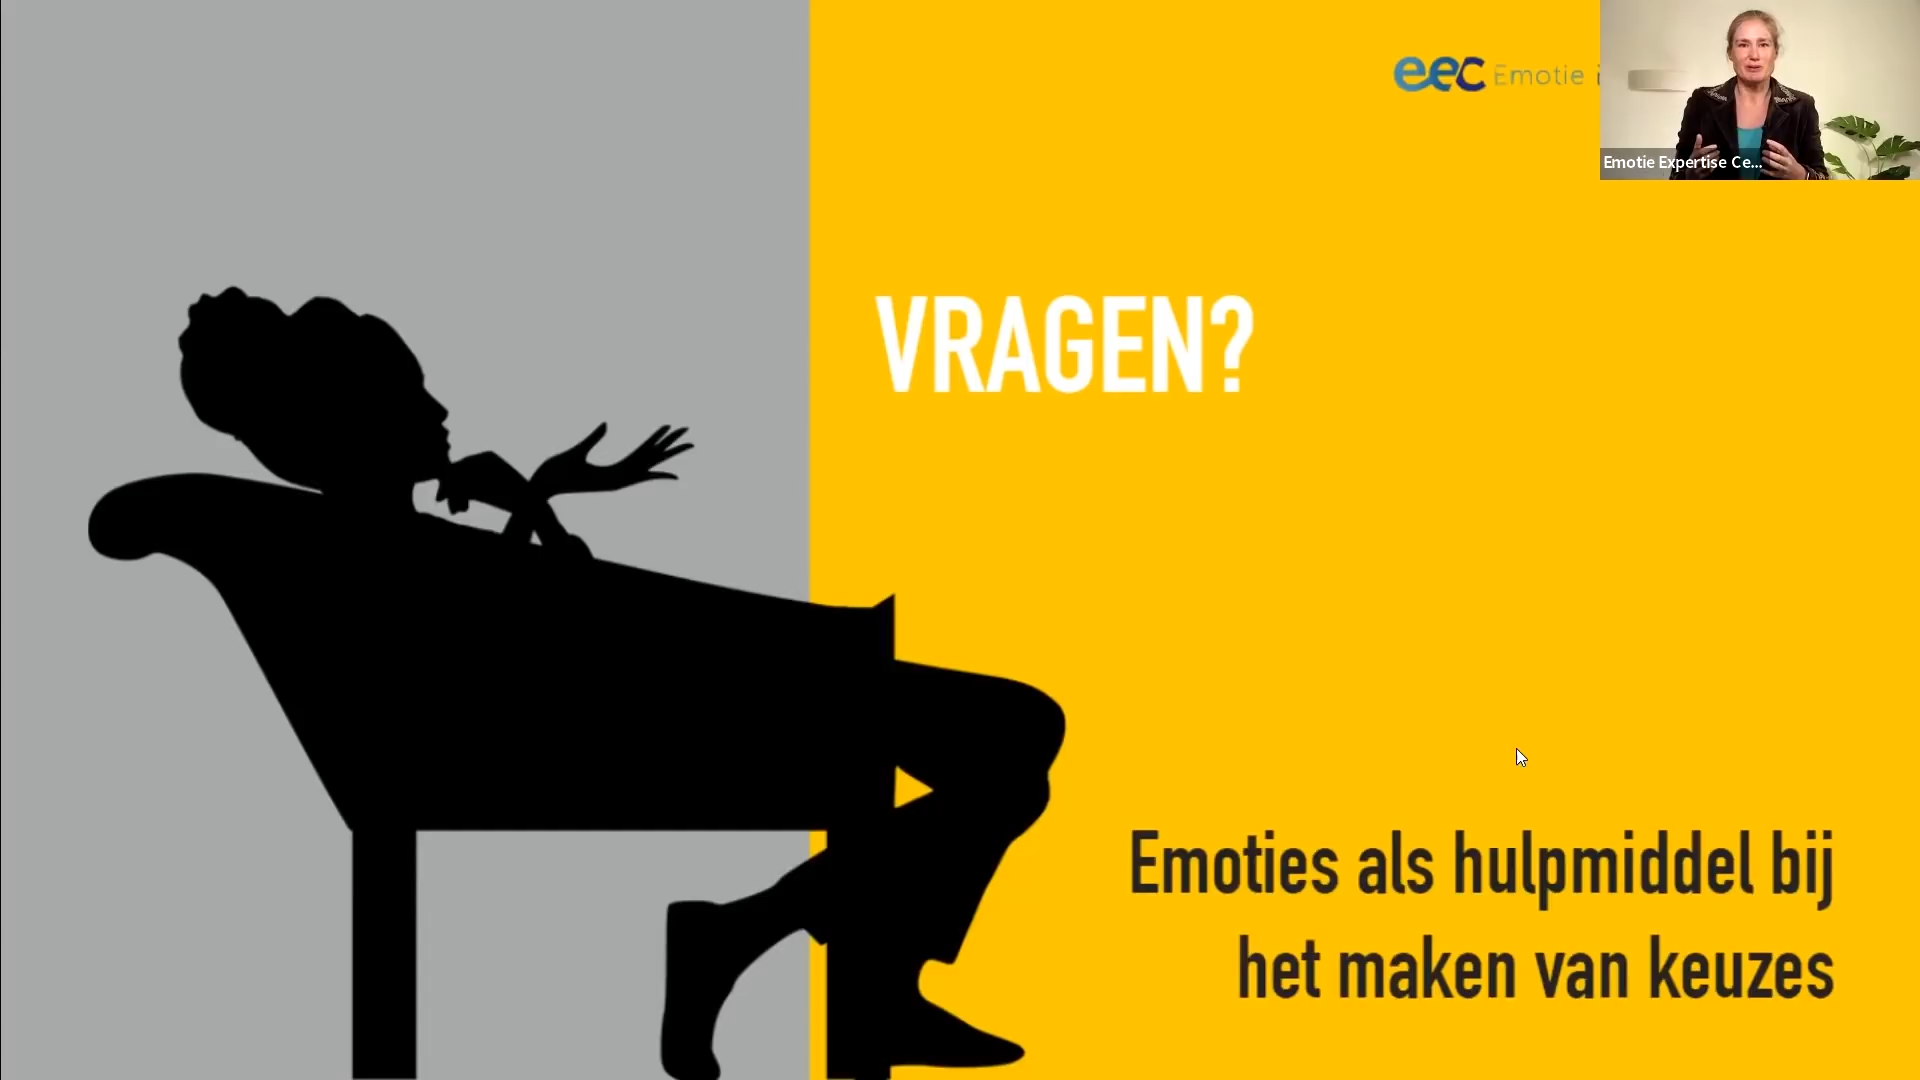 eec Emotie
Emotie Expertise Ce...
VRAGEN?
Emoties als hulpmiddel bij
het maken van keuzes